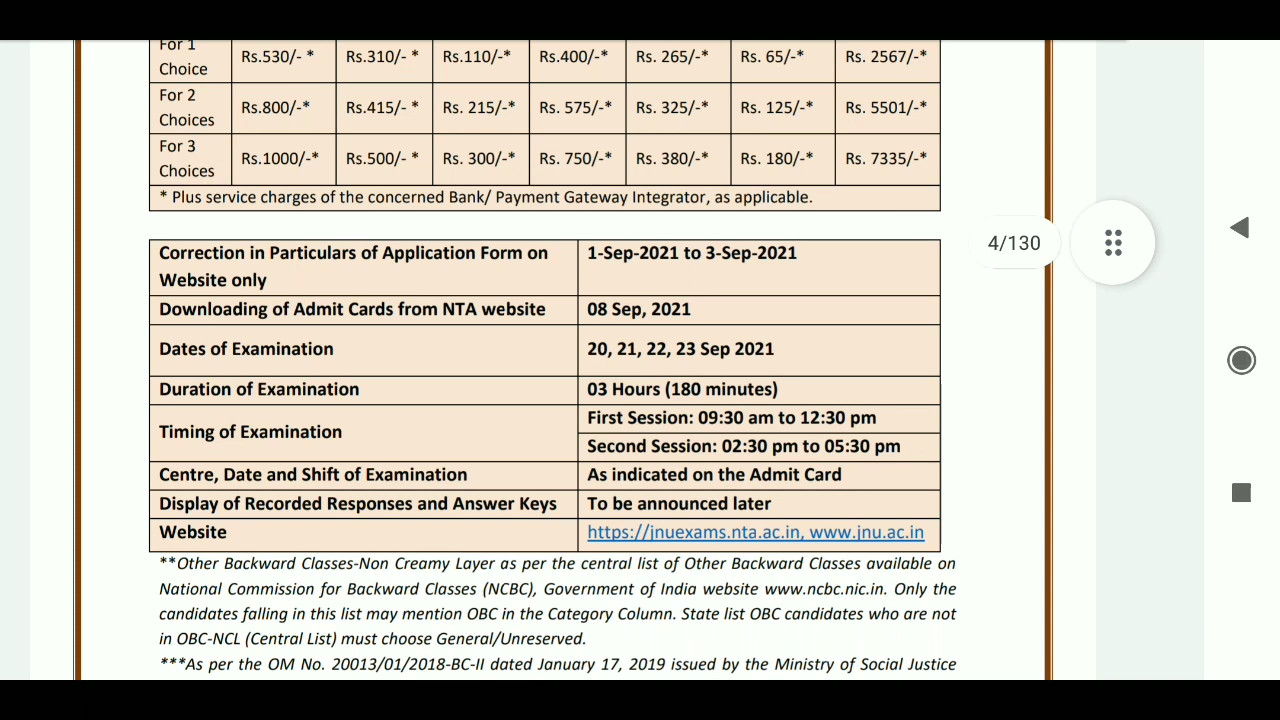 For 1
Choice
Rs.530/- * Rs.310/- * Rs.110/-* Rs.400/-* Rs. 265/-* Rs. 65/-* Rs. 2567/-*
For 2
Choices
Rs.800/-* Rs.415/- * Rs. 215/-* Rs. 575/-* Rs. 325/-* Rs. 125/-* Rs. 5501/-*
For 3
Choices
Rs.1000/-* Rs.500/- * Rs. 300/-* Rs. 750/-* Rs. 380/-* Rs. 180/-* Rs. 7335/-*
* Plus service charges of the concerned Bank/ Payment Gateway Integrator, as applicable.
4/130
Correction in Particulars of Application Form on
Website only
1-Sep-2021 to 3-Sep-2021
Downloading of Admit Cards from NTA website
08 Sep, 2021
Dates of Examination
20, 21, 22, 23 Sep 2021
Duration of Examination
03 Hours (180 minutes)
Timing of Examination
First Session: 09:30 am to 12:30 pm
Second Session: 02:30 pm to 05:30 pm
Centre, Date and Shift of Examination
As indicated on the Admit Card
Display of Recorded Responses and Answer Keys
To be announced later
Website
https://jnuexams.nta.ac.in, www.jnu.ac.in
**Other Backward Classes-Non Creamy Layer as per the central list of Other Backward Classes available on
National Commission for Backward Classes (NCBC), Government of India website www.ncbc.nic.in. Only the
candidates falling in this list may mention OBC in the Category Column. State list OBC candidates who are not
in OBC-NCL (Central List) must choose General/Unreserved.
***As per the OM No. 20013/01/2018-BC-II dated January 17, 2019 issued by the Ministry of Social Justice